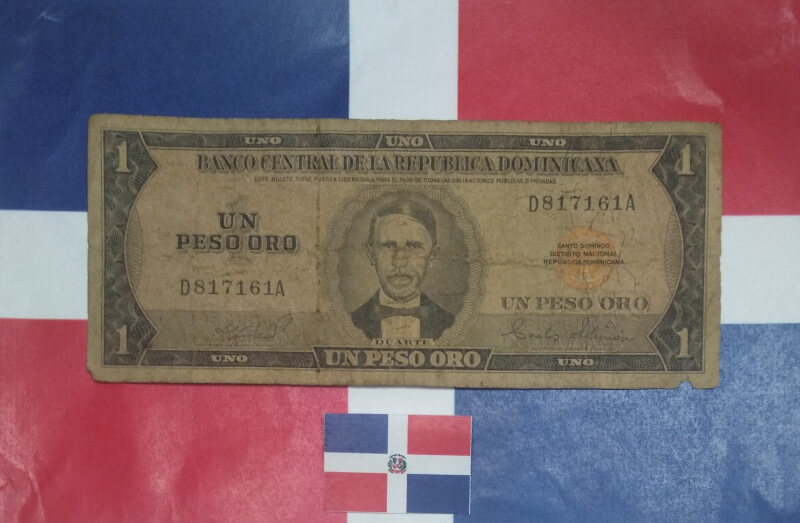 UNO UNO UNO
1 1
BANCO CENTRAL DE LA REPUBLICA DOMINICANA
ESTE BILLETE TIENE FUERZA LIBERATORIA PARA EL PAGO DE TODAS LAS OBLIGACIONES PUBLICAS O PRIVADAS
D817161A
UN
PESO ORO
SANTO DOMINGO
DISTRITO NACIONAL
REPUBLICA DOMINICANA
D817161A
UN PESO ORO
DUARTE
1 1
UNO UN PESO ORO UNO